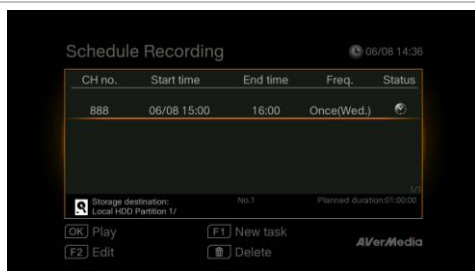 Schedule Recording 06/08 14:36
CH no. Start time End time Freq. Status
888 06/08 15:00 16:00 Once(Wed.)
1/1
Storage destination: No.1 Planned duration:01:00:00
Local HDD Partition 1/
OK Play F1 New task
F2 Edit Delete
AVerMedia